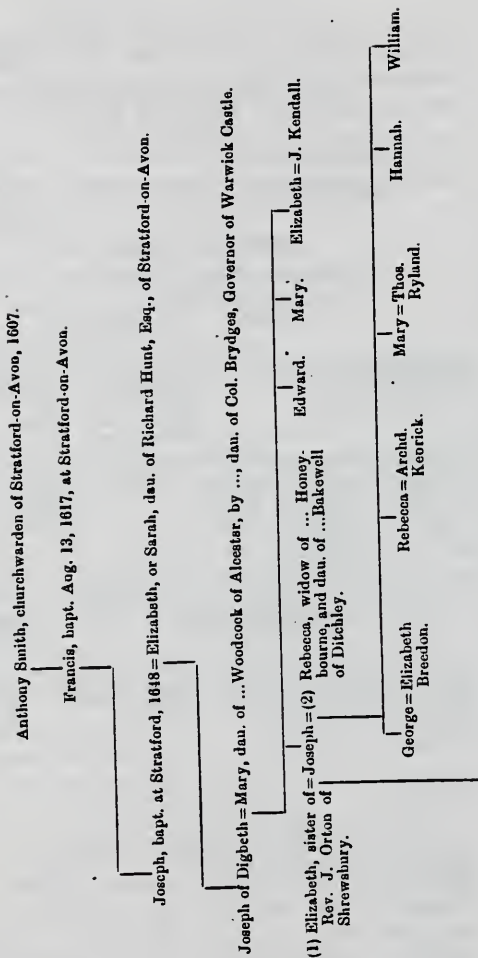 Anthony Smith, churchwarden of Stratford-on-Avon, 1607.
Francis, bapt. Aug. 13, 1617, at Stratford-on-Avon.
Joseph, bapt. at Stratford, 1648 = Elizabeth, or Sarah, dau. of Richard Hunt, Esq., of Stratford-on-Avon.
Joseph of Digbeth = Mary, dau. of ... Woodcock of Alcester, by ..., dau. of Col. Brydges, Governor of Warwick Castle.
(1) Elizabeth, sister of = Joseph = (2)
Rev. J. Orton of
Shrewsbury.
Rebecca, widow of ... Honey-
bourne, and dau. of ... Bakewell
of Ditchley.
Edward.
Mary.
Elizabeth = J. Kendall.
George = Elizabeth
Breedon.
Rebecca = Archd.
Kenrick.
Mary = Thos.
Ryland.
Hannah.
William.